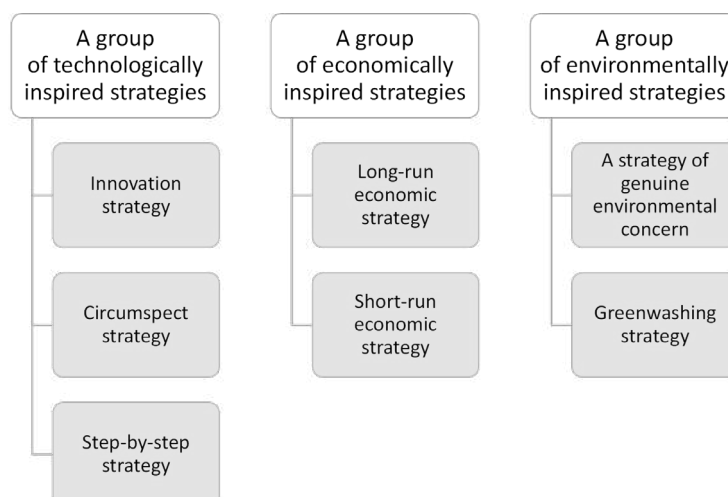 A group
of technologically
inspired strategies
Innovation
strategy
Circumspect
strategy
Step-by-step
strategy
A group
of economically
inspired strategies
Long-run
economic
strategy
Short-run
economic
strategy
A group
of environmentally
inspired strategies
A strategy of
genuine
environmental
concern
Greenwashing
strategy